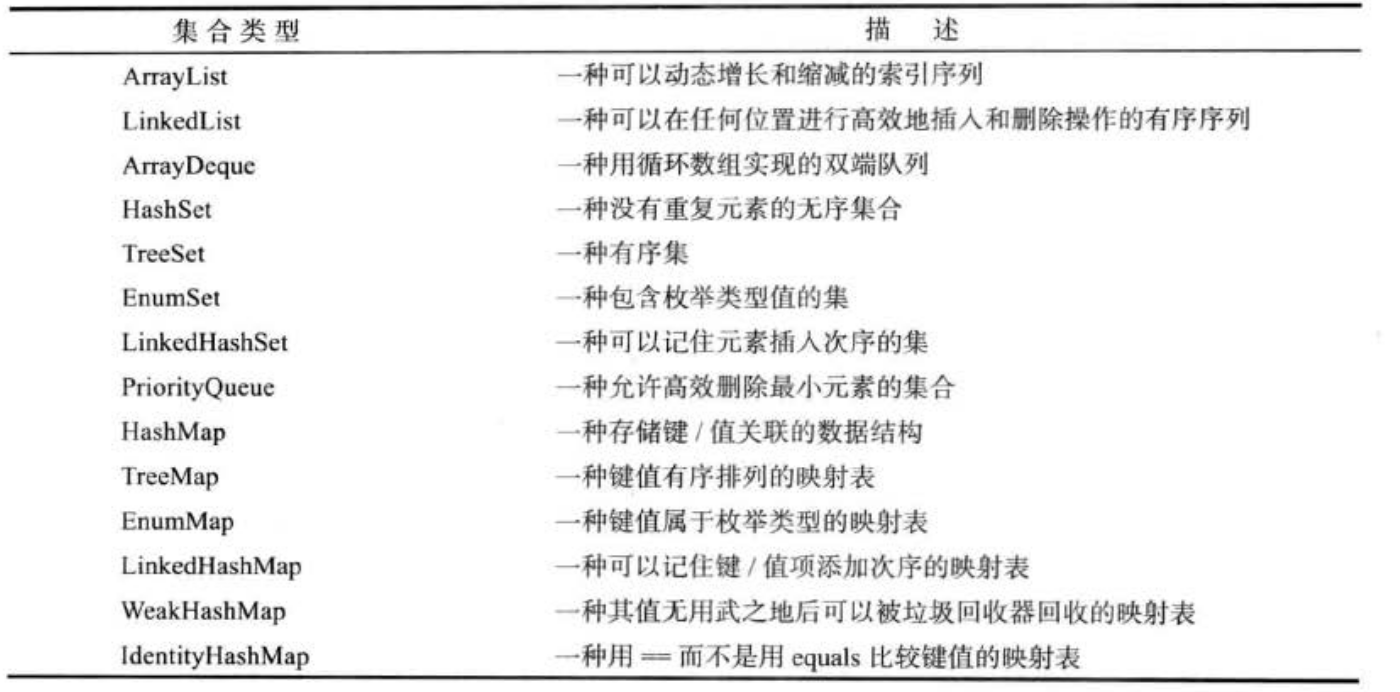 集合类型 描 述
ArrayList 一种可以动态增长和缩减的索引序列
LinkedList 一种可以在任何位置进行高效地插入和删除操作的有序序列
ArrayDeque 一种用循环数组实现的双端队列
HashSet 一种没有重复元素的无序集合
TreeSet 一种有序集
EnumSet 一种包含枚举类型值的集
LinkedHashSet 一种可以记住元素插入次序的集
PriorityQueue 一种允许高效删除最小元素的集合
HashMap 一种存储键 / 值关联的数据结构
TreeMap 一种键值有序排列的映射表
EnumMap 一种键值属于枚举类型的映射表
LinkedHashMap 一种可以记住键 / 值项添加次序的映射表
WeakHashMap 一种其值无用武之地后可以被垃圾回收器回收的映射表
IdentityHashMap 一种用 == 而不是用 equals 比较键值的映射表